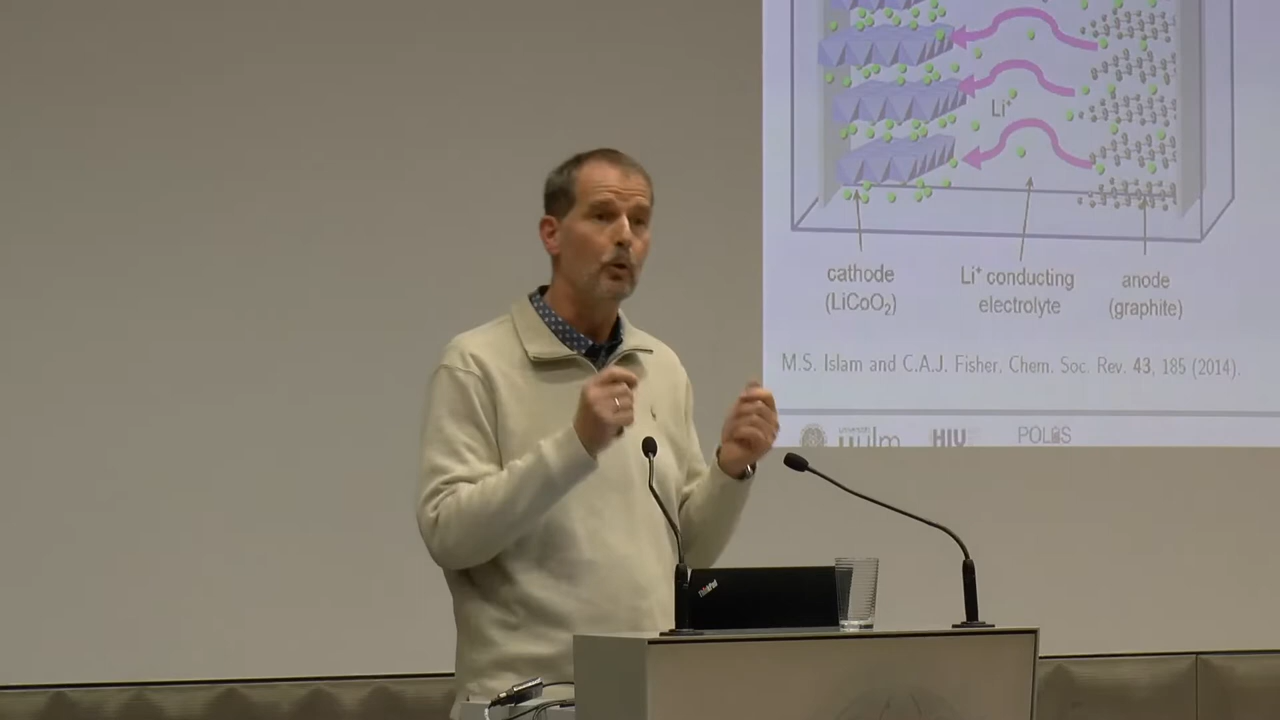 Li⁺
cathode
(LiCoO₂)
Li⁺ conducting
electrolyte
anode
(graphite)
M.S. Islam and C.A.J. Fisher, Chem. Soc. Rev. 43, 185 (2014).
ulm
HIU
POLiS
ThinkPad